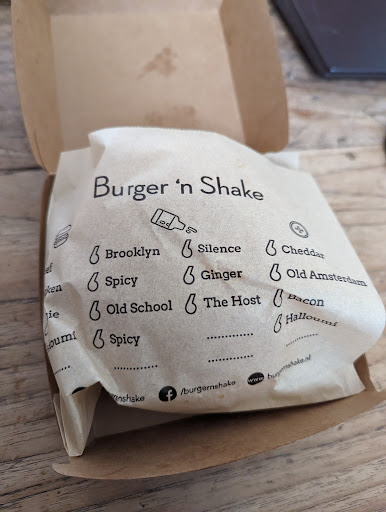 Burger 'n Shake
Brooklyn Silence Cheddar
Spicy Ginger Old Amsterdam
Old School The Host Bacon
Spicy Halloumi
/burgernshake www burgernshake.nl